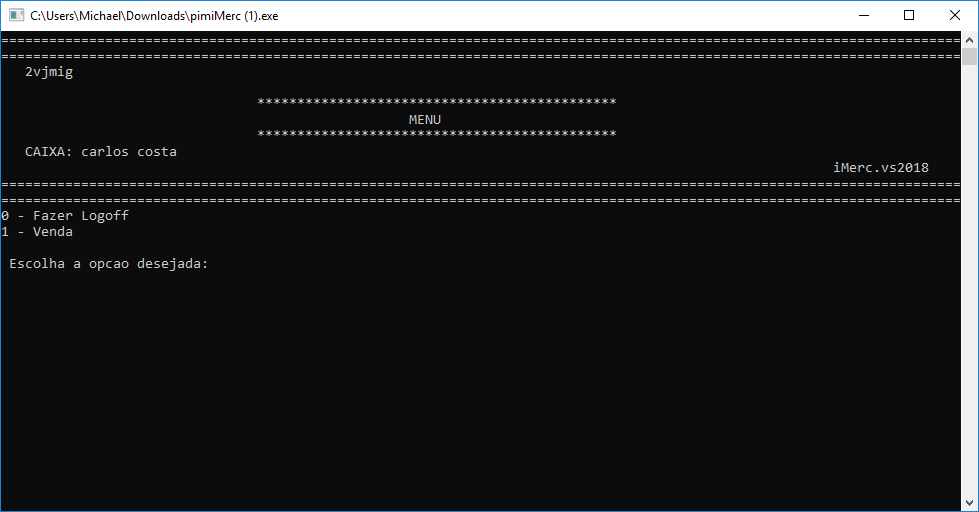 C:\Users\Michael\Downloads\pimiMerc (1).exe
========================================================================================================================
========================================================================================================================
2vjmig
*********************************************
MENU
*********************************************
CAIXA: carlos costa
iMerc.vs2018
========================================================================================================================
========================================================================================================================
0 - Fazer Logoff
1 - Venda
Escolha a opcao desejada: